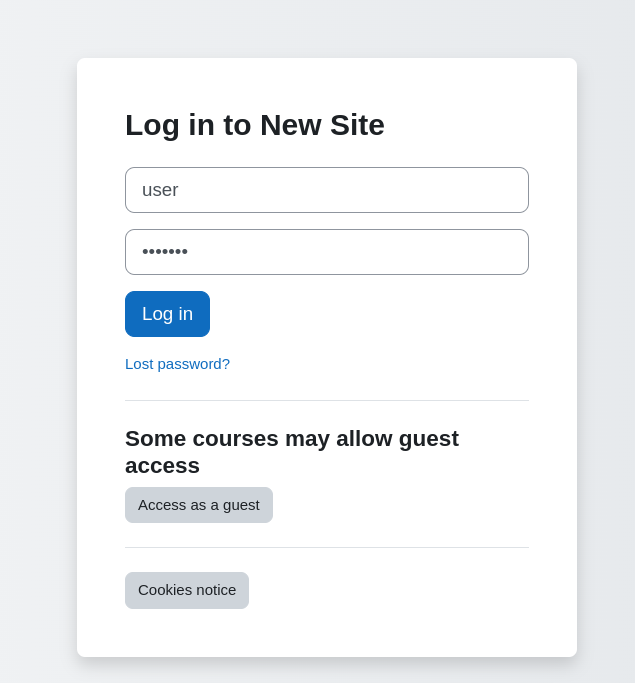 Log in to New Site
user
•••••••
Log in
Lost password?
Some courses may allow guest
access
Access as a guest
Cookies notice